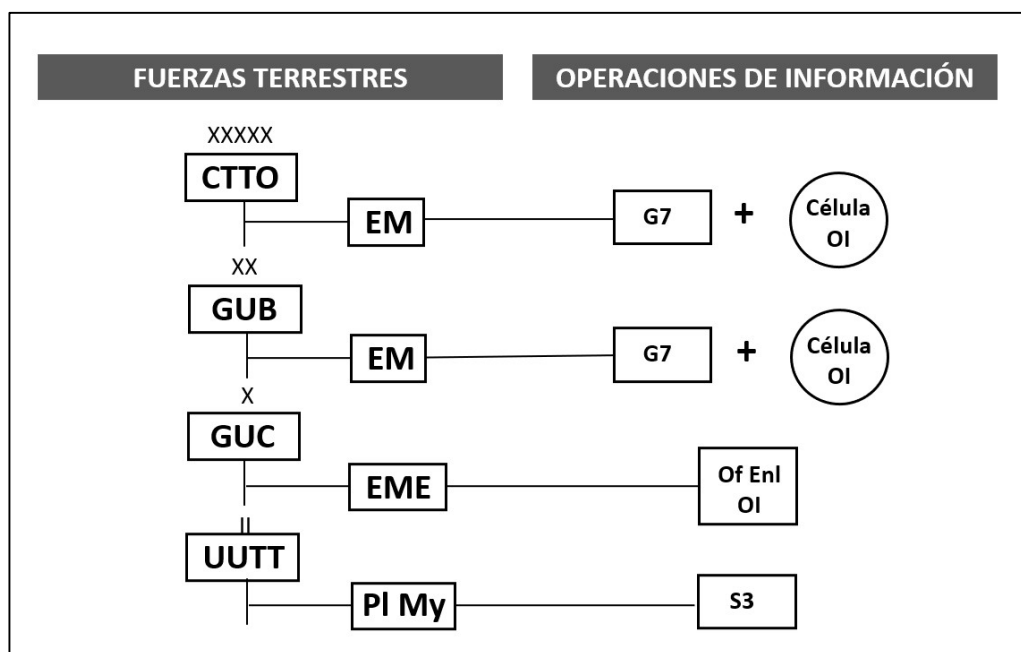 FUERZAS TERRESTRES
OPERACIONES DE INFORMACIÓN
XXXXX
CTTO
EM
G7
+
Célula
OI
XX
GUB
EM
G7
+
Célula
OI
X
GUC
EME
Of Enl
OI
II
UUTT
Pl My
S3